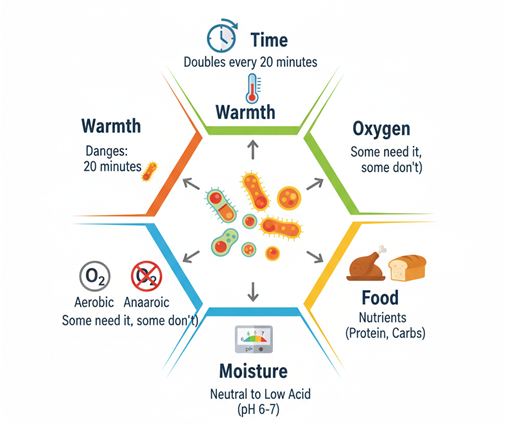 Time
Doubles every 20 minutes
Warmth
Warmth
Danges:
20 minutes
Oxygen
Some need it,
some don't)
O₂
O₂
Aerobic Anaaroic
Some need it, some don't)
Food
Nutrients
(Protein, Carbs)
Moisture
Neutral to Low Acid
(pH 6-7)